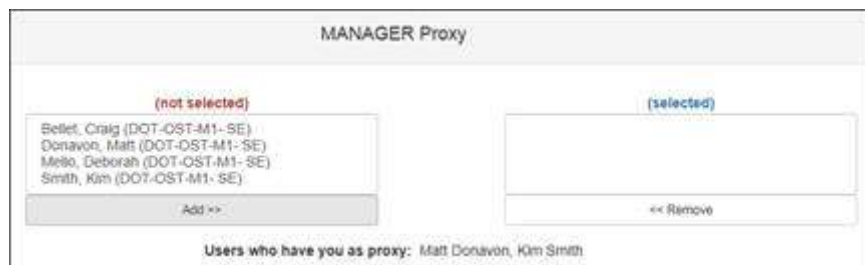 MANAGER Proxy
(not selected)
(selected)
Bellet, Craig (DOT-OST-M1- SE)
Donavon, Matt (DOT-OST-M1- SE)
Mello, Deborah (DOT-OST-M1- SE)
Smith, Kim (DOT-OST-M1- SE)
Add >>
<< Remove
Users who have you as proxy: Matt Donavon, Kim Smith